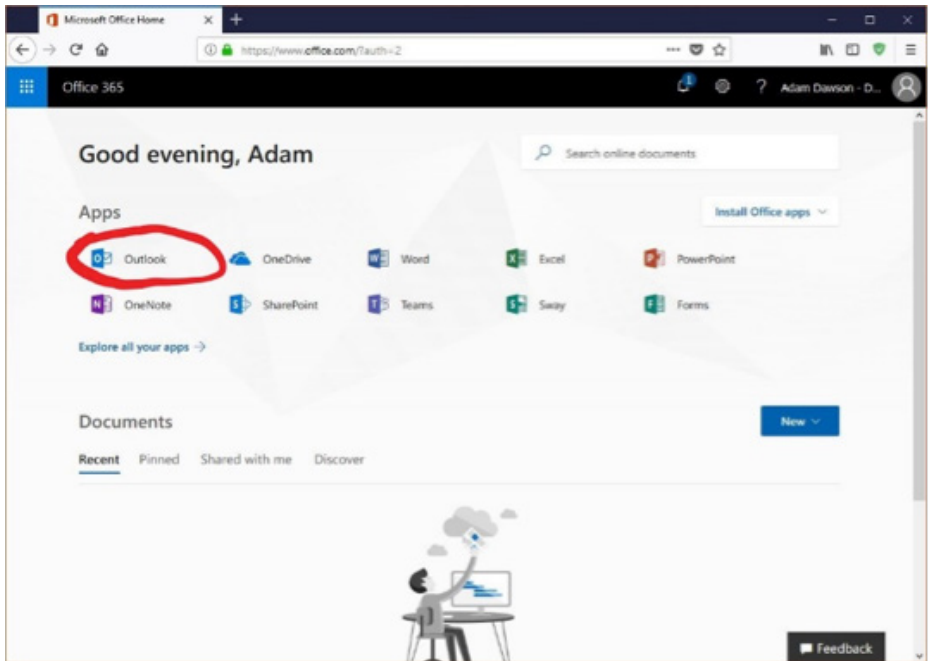 Microsoft Office Home
https://www.office.com/?auth=2
Office 365
1
? Adam Dawson - D...
Good evening, Adam
Search online documents
Apps
Install Office apps
Outlook OneDrive Word Excel PowerPoint
OneNote SharePoint Teams Sway Forms
Explore all your apps →
Documents
New
Recent Pinned Shared with me Discover
Feedback